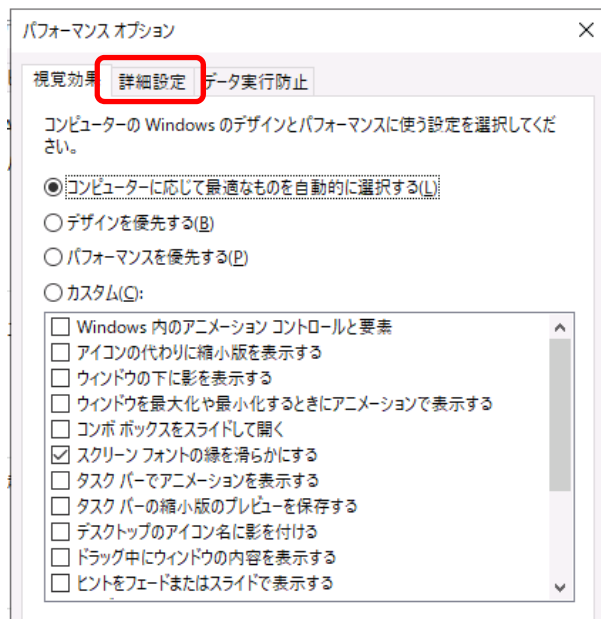 パフォーマンス オプション
視覚効果 詳細設定 データ実行防止
コンピューターの Windows のデザインとパフォーマンスに使う設定を選択してくだ
さい。
コンピューターに応じて最適なものを自動的に選択する(L)
デザインを優先する(B)
パフォーマンスを優先する(P)
カスタム(C):
Windows 内のアニメーション コントロールと要素
アイコンの代わりに縮小版を表示する
ウィンドウの下に影を表示する
ウィンドウを最大化や最小化するときにアニメーションで表示する
コンボ ボックスをスライドして開く
スクリーン フォントの縁を滑らかにする
タスク バーでアニメーションを表示する
タスク バーの縮小版のプレビューを保存する
デスクトップのアイコン名に影を付ける
ドラッグ中にウィンドウの内容を表示する
ヒントをフェードまたはスライドで表示する